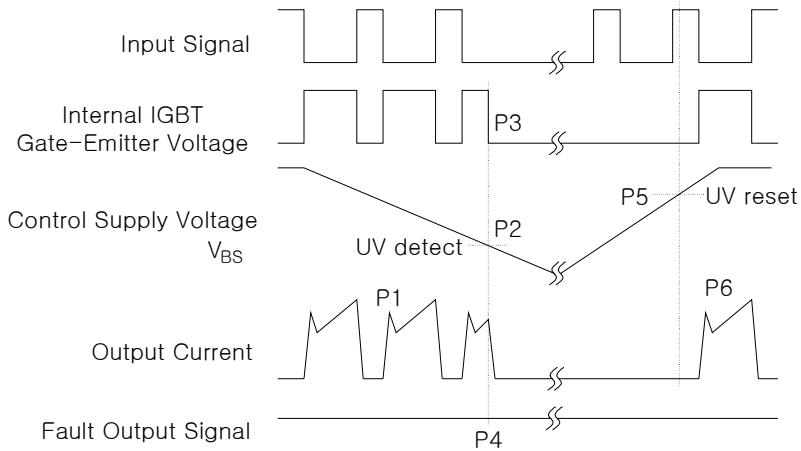 Input Signal
Internal IGBT
Gate-Emitter Voltage
P3
P5
UV reset
Control Supply Voltage
VBS
P2
UV detect
P1
P6
Output Current
Fault Output Signal
P4